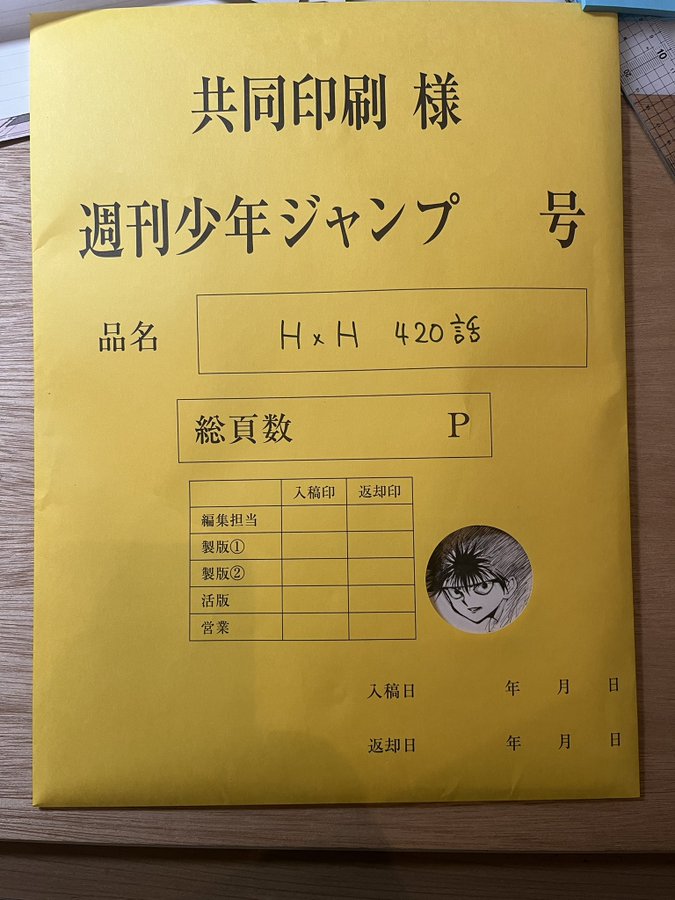 共同印刷 様
週刊少年ジャンプ 号
品名 H×H 420話
総頁数 P
入稿印 返却印
編集担当
製版①
製版②
活版
営業
入稿日 年 月 日
返却日 年 月 日